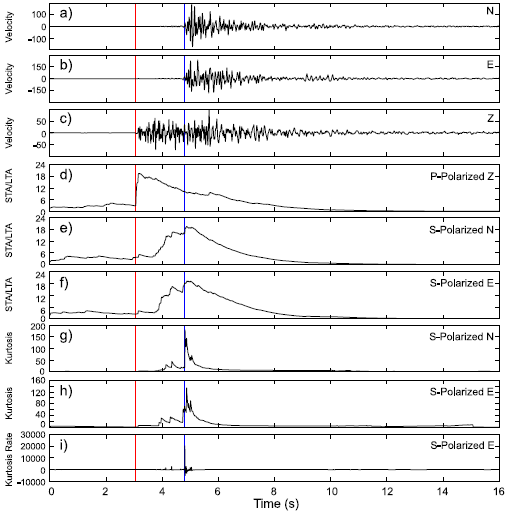 a) N
Velocity
100
0
-100
b) E
Velocity
150
0
-150
c) Z
Velocity
50
0
-50
d) P-Polarized Z
STA/LTA
24
18
12
6
0
e) S-Polarized N
STA/LTA
24
18
12
6
0
f) S-Polarized E
STA/LTA
24
18
12
6
0
g) S-Polarized N
Kurtosis
200
150
100
50
0
h) S-Polarized E
Kurtosis
160
120
80
40
0
i) S-Polarized E
Kurtosis Rate
30000
20000
10000
0
-10000
0 2 4 6 8 10 12 14 16
Time (s)